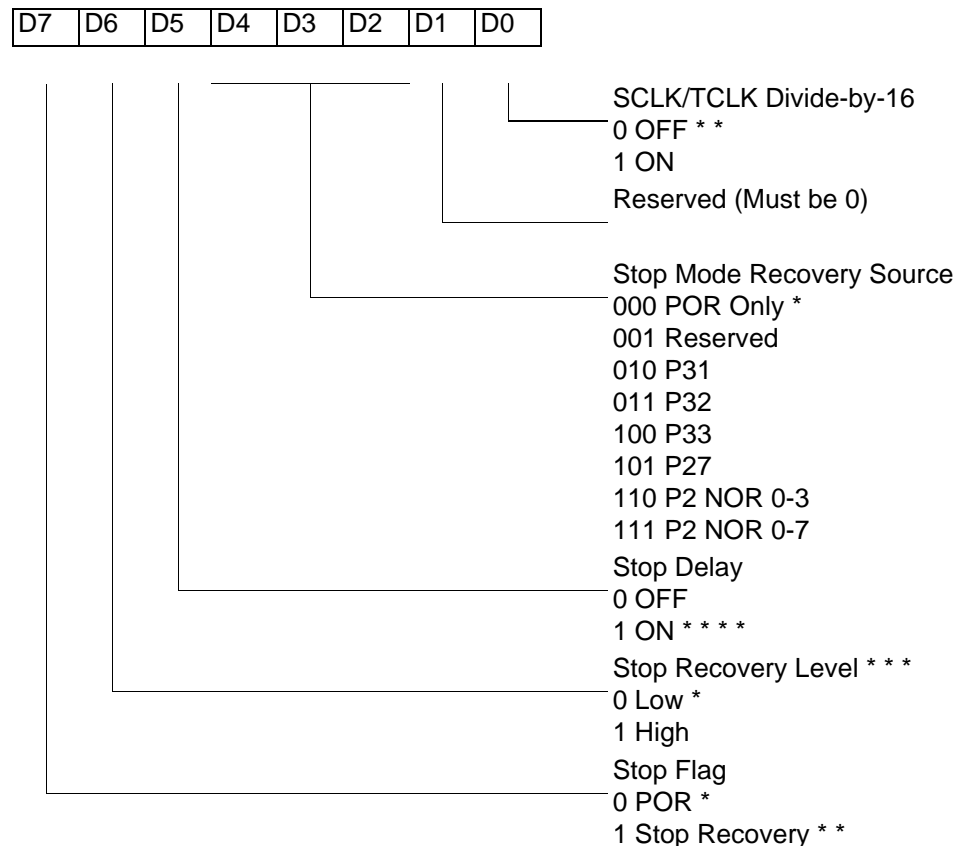 D7 D6 D5 D4 D3 D2 D1 D0
SCLK/TCLK Divide-by-16
0 OFF * *
1 ON
Reserved (Must be 0)
Stop Mode Recovery Source
000 POR Only *
001 Reserved
010 P31
011 P32
100 P33
101 P27
110 P2 NOR 0-3
111 P2 NOR 0-7
Stop Delay
0 OFF
1 ON * * * *
Stop Recovery Level * * *
0 Low *
1 High
Stop Flag
0 POR *
1 Stop Recovery * *